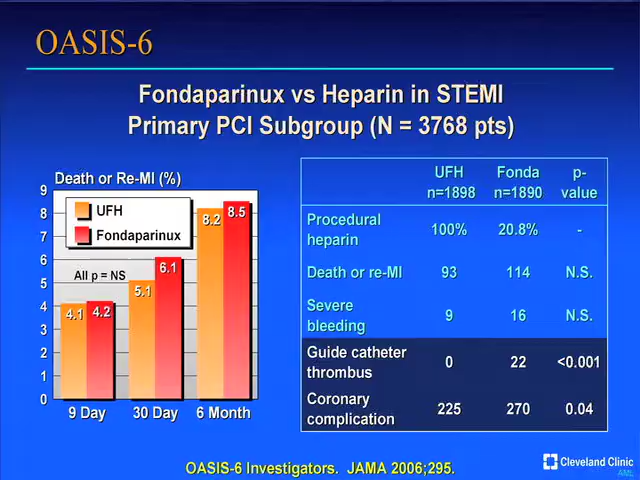 OASIS-6
Fondaparinux vs Heparin in STEMI
Primary PCI Subgroup (N = 3768 pts)
Death or Re-MI (%)
9
8
7
6
5
4
3
2
1
0
UFH
Fondaparinux
All p = NS
4.1
4.2
5.1
6.1
8.2
8.5
9 Day
30 Day
6 Month
UFH n=1898
Fonda n=1890
p-value
Procedural heparin 100% 20.8% -
Death or re-MI 93 114 N.S.
Severe bleeding 9 16 N.S.
Guide catheter thrombus 0 22 <0.001
Coronary complication 225 270 0.04
OASIS-6 Investigators. JAMA 2006;295.
Cleveland Clinic